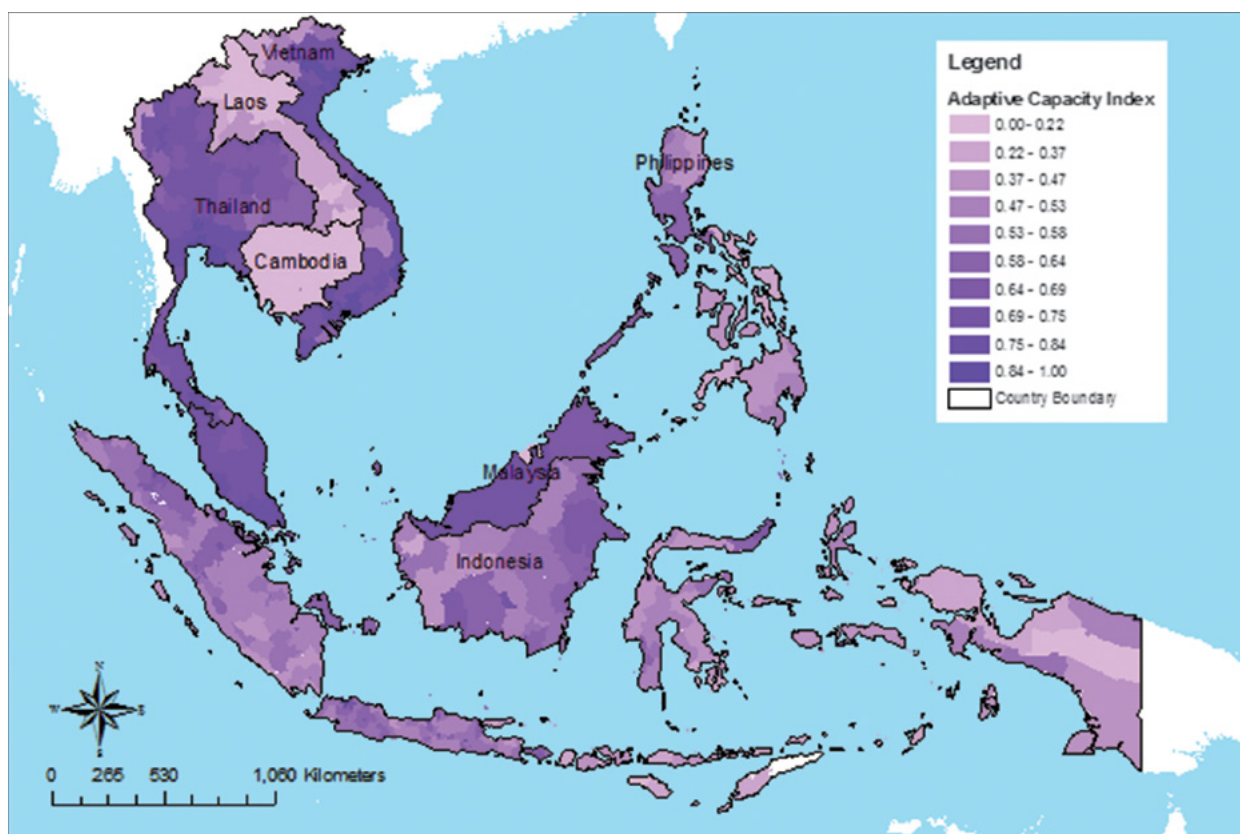 Vietnam
Laos
Thailand
Cambodia
Philippines
Malaysia
Indonesia
Legend
Adaptive Capacity Index
0.00 - 0.22
0.22 - 0.37
0.37 - 0.47
0.47 - 0.53
0.53 - 0.58
0.58 - 0.64
0.64 - 0.69
0.69 - 0.75
0.75 - 0.84
0.84 - 1.00
Country Boundary
N
W E
S
0 265 530 1,060 Kilometers